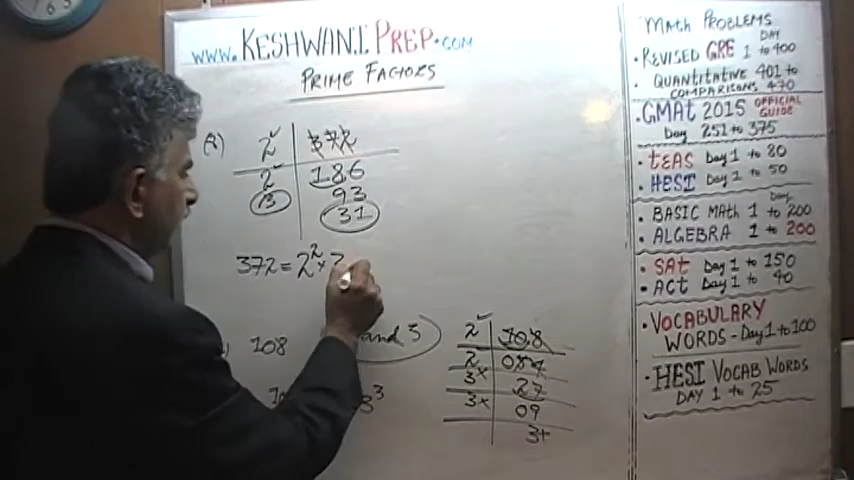 www.KESHWANIPREP.COM
PRIME FACTORS
2 372
2 186
3 93
31
372 = 2² ×
108
and 3
3³
2 108
2
3× 27
3× 09
3+
MATH PROBLEMS
DAY
• REVISED GRE 1 to 400
• QUANTITATIVE 401 to
COMPARISONS 470
• GMAT 2015 OFFICIAL GUIDE
Day 251 to 375
• TEAS Day 1 to 80
• HESI Day 1 to 50
Day
• BASIC MATH 1 to 200
• ALGEBRA 1 to 200
• SAT Day 1 to 150
• ACT Day 1 to 40
• VOCABULARY
WORDS - Day 1 to 100
• HESI VOCAB WORDS
DAY 1 to 25